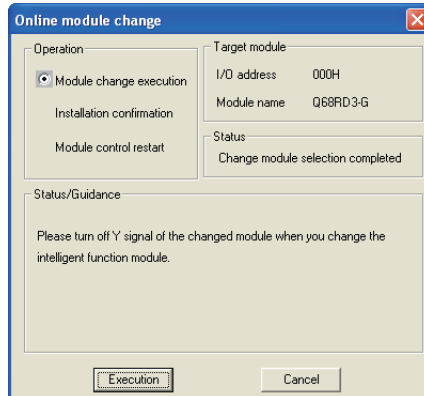 Online module change
Operation
Module change execution
Installation confirmation
Module control restart
Target module
I/O address 000H
Module name Q68RD3-G
Status
Change module selection completed
Status/Guidance
Please turn off Y signal of the changed module when you change the
intelligent function module.
Execution
Cancel